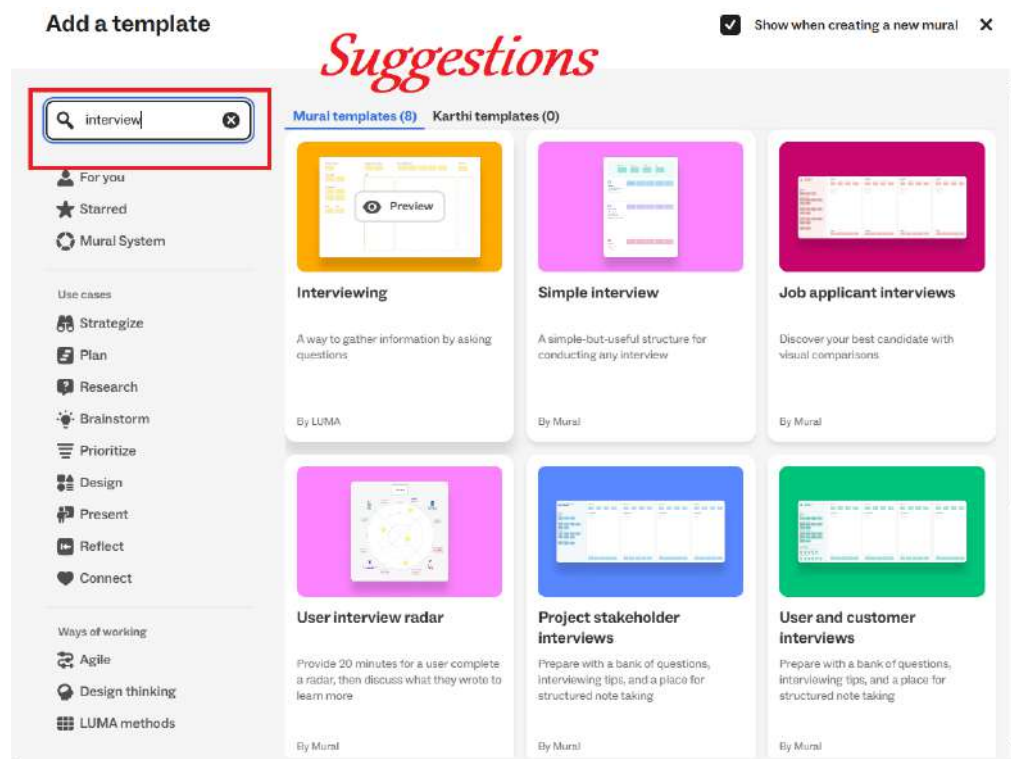 Add a template
Show when creating a new mural
Suggestions
interview
Mural templates (8)
Karthi templates (0)
For you
Starred
Mural System
Use cases
Strategize
Plan
Research
Brainstorm
Prioritize
Design
Present
Reflect
Connect
Ways of working
Agile
Design thinking
LUMA methods
Preview
Interviewing
A way to gather information by asking
questions
By LUMA
Simple interview
A simple-but-useful structure for
conducting any interview
By Mural
Job applicant interviews
Discover your best candidate with
visual comparisons
By Mural
User interview radar
Provide 20 minutes for a user complete
a radar, then discuss what they wrote to
learn more
By Mural
Project stakeholder
interviews
Prepare with a bank of questions,
interviewing tips, and a place for
structured note taking
By Mural
User and customer
interviews
Prepare with a bank of questions,
interviewing tips, and a place for
structured note taking
By Mural